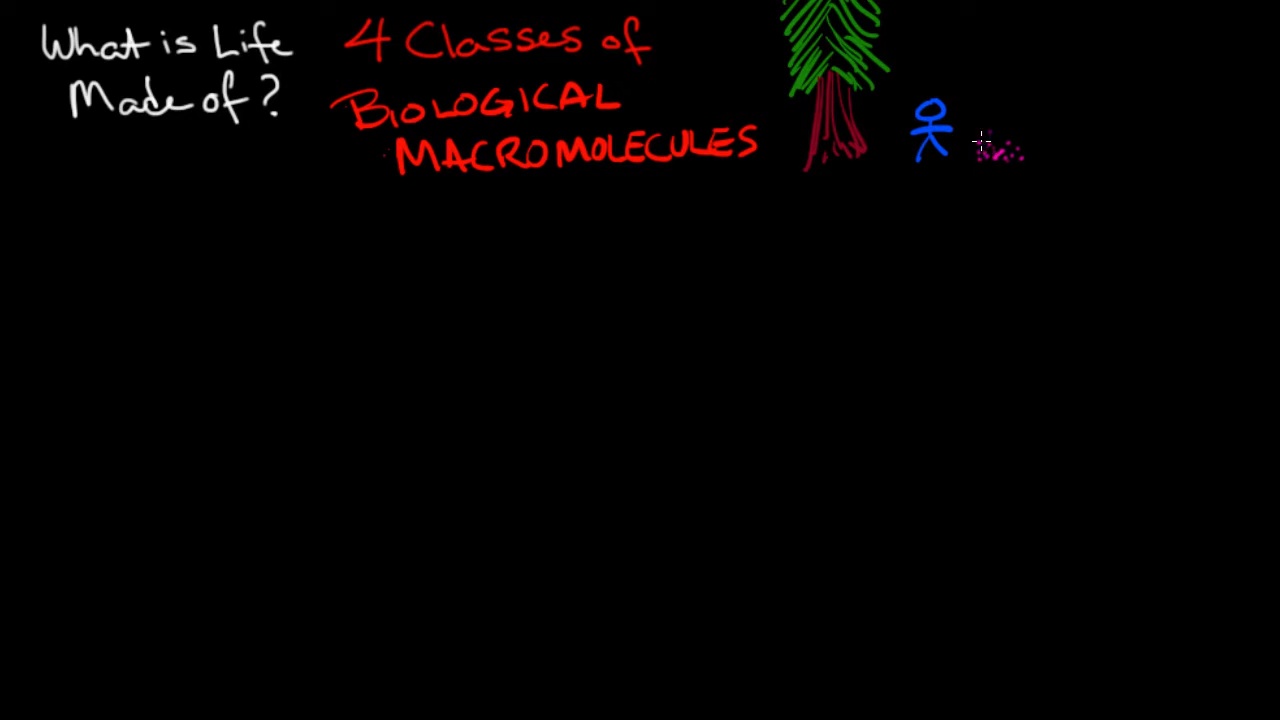 What is Life
Made of?
4 Classes of
BIOLOGICAL
MACROMOLECULES